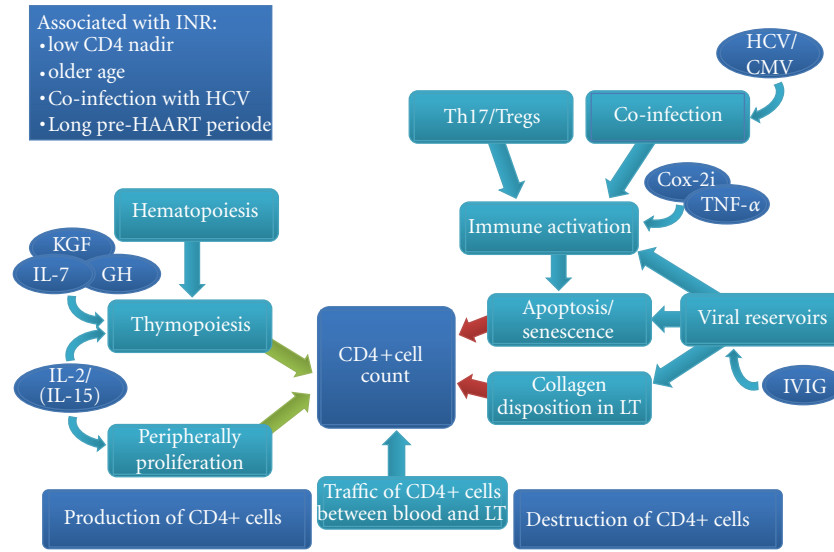 Associated with INR:
• low CD4 nadir
• older age
• Co-infection with HCV
• Long pre-HAART periode
HCV/
CMV
Th17/Tregs
Co-infection
Cox-2i
TNF-α
Hematopoiesis
Immune activation
KGF
IL-7
GH
Thymopoiesis
Apoptosis/
senescence
Viral reservoirs
CD4+cell
count
IL-2/
(IL-15)
Collagen
disposition in LT
IVIG
Peripherally
proliferation
Traffic of CD4+ cells
between blood and LT
Production of CD4+ cells
Destruction of CD4+ cells